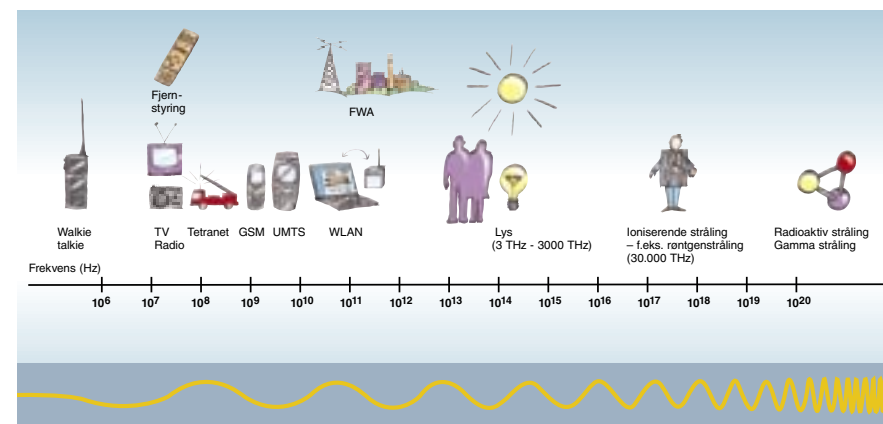 Fjern-
styring
FWA
Walkie
talkie
TV
Radio
Tetranet
GSM
UMTS
WLAN
Lys
(3 THz - 3000 THz)
Ioniserende stråling
– f.eks. røntgenstråling
(30.000 THz)
Radioaktiv stråling
Gamma stråling
Frekvens (Hz)
10⁶ 10⁷ 10⁸ 10⁹ 10¹⁰ 10¹¹ 10¹² 10¹³ 10¹⁴ 10¹⁵ 10¹⁶ 10¹⁷ 10¹⁸ 10¹⁹ 10²⁰